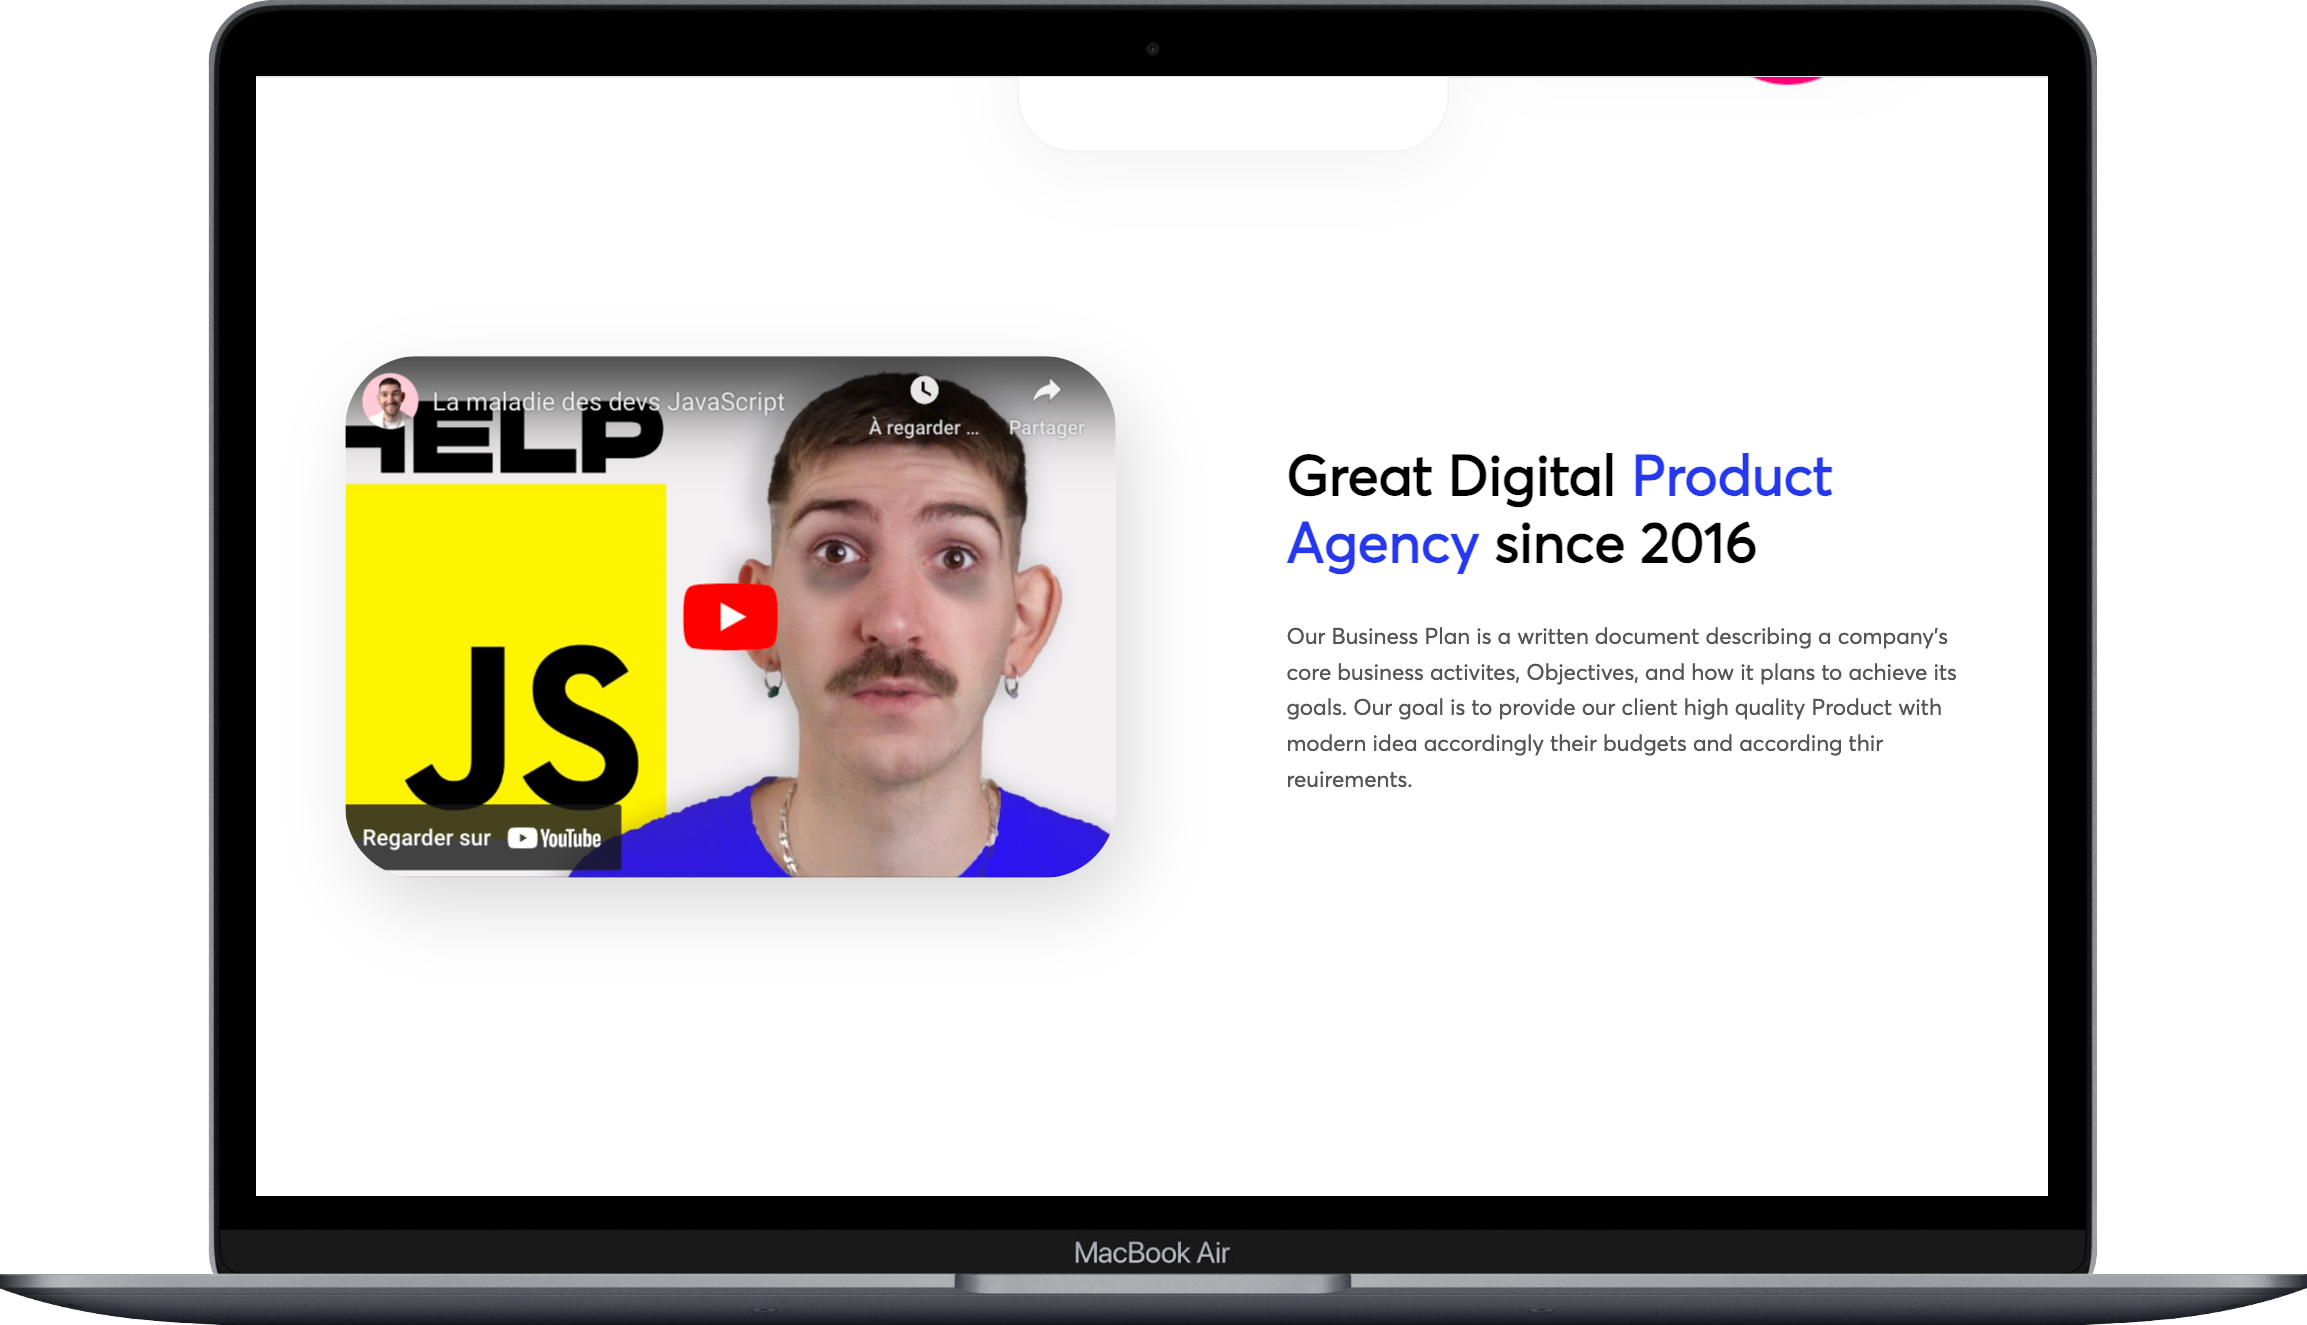 La maladie des devs JavaScript
À regarder ...
Partager
HELP
JS
Regarder sur YouTube
Great Digital Product
Agency since 2016
Our Business Plan is a written document describing a company's
core business activites, Objectives, and how it plans to achieve its
goals. Our goal is to provide our client high quality Product with
modern idea accordingly their budgets and according thir
reuirements.
MacBook Air